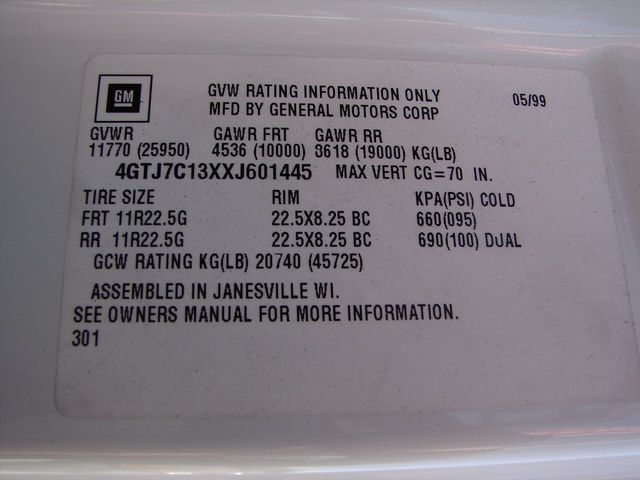 GM
GVW RATING INFORMATION ONLY
MFD BY GENERAL MOTORS CORP
05/99
GVWR GAWR FRT GAWR RR
11770 (25950) 4536 (10000) 8618 (19000) KG(LB)
4GTJ7C13XXJ601445 MAX VERT CG=70 IN.
TIRE SIZE RIM KPA(PSI) COLD
FRT 11R22.5G 22.5X8.25 BC 660(095)
RR 11R22.5G 22.5X8.25 BC 690(100) DUAL
GCW RATING KG(LB) 20740 (45725)
ASSEMBLED IN JANESVILLE WI.
SEE OWNERS MANUAL FOR MORE INFORMATION.
301